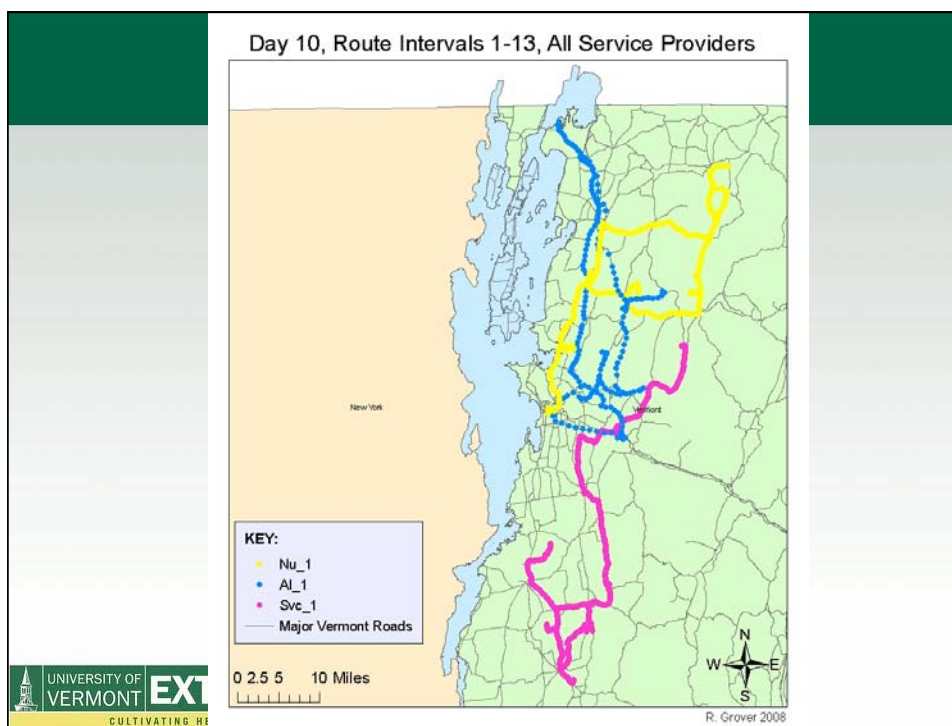 Day 10, Route Intervals 1-13, All Service Providers
New York
Vermont
KEY:
Nu_1
Al_1
Svc_1
Major Vermont Roads
0 2.5 5 10 Miles
N
W E
S
R. Grover 2008
UNIVERSITY OF
VERMONT EXT
CULTIVATING HE